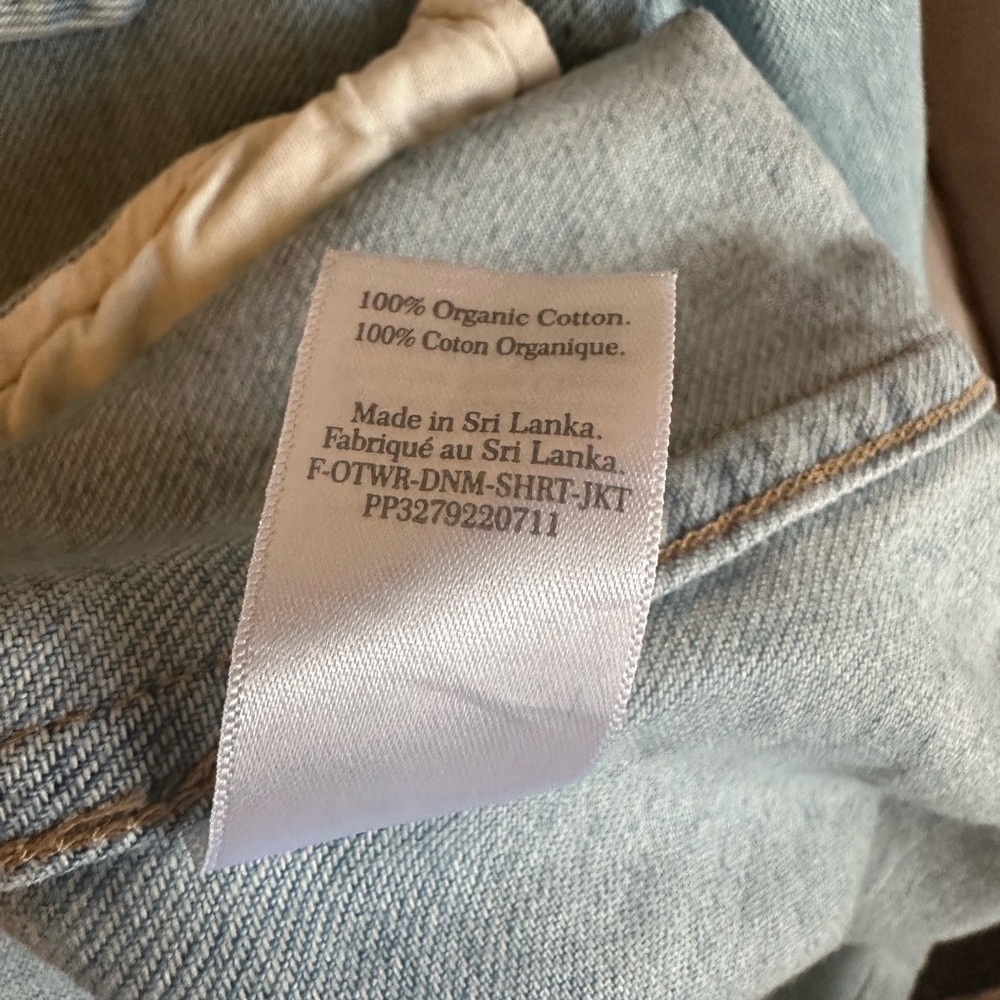 100% Organic Cotton.
100% Coton Organique.
Made in Sri Lanka.
Fabriqué au Sri Lanka.
F-OTWR-DNM-SHRT-JKT
PP3279220711